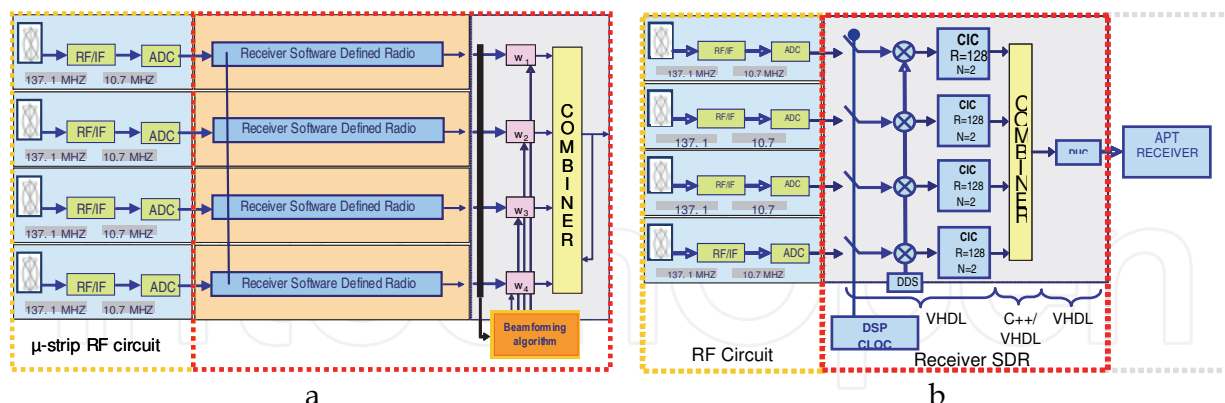 RF/IF
ADC
137. 1 MHZ
10.7 MHZ
Receiver Software Defined Radio
W1
RF/IF
ADC
137. 1 MHZ
10.7 MHZ
Receiver Software Defined Radio
W2
RF/IF
ADC
137. 1 MHZ
10.7 MHZ
Receiver Software Defined Radio
W3
RF/IF
ADC
137. 1 MHZ
10.7 MHZ
Receiver Software Defined Radio
W4
COMBINER
Beamforming
algorithm
µ-strip RF circuit
a
RF/IF
ADC
137. 1 MHZ
10.7 MHZ
CIC
R=128
N=2
RF/IF
ADC
137. 1
10.7
CIC
R=128
N=2
RF/IF
ADC
137. 1
10.7
CIC
R=128
N=2
RF/IF
ADC
137. 1 MHZ
10.7 MHZ
CIC
R=128
N=2
COMBINER
DUC
APT
RECEIVER
DDS
DSP
CLOC
VHDL
C++/
VHDL
VHDL
RF Circuit
Receiver SDR
b